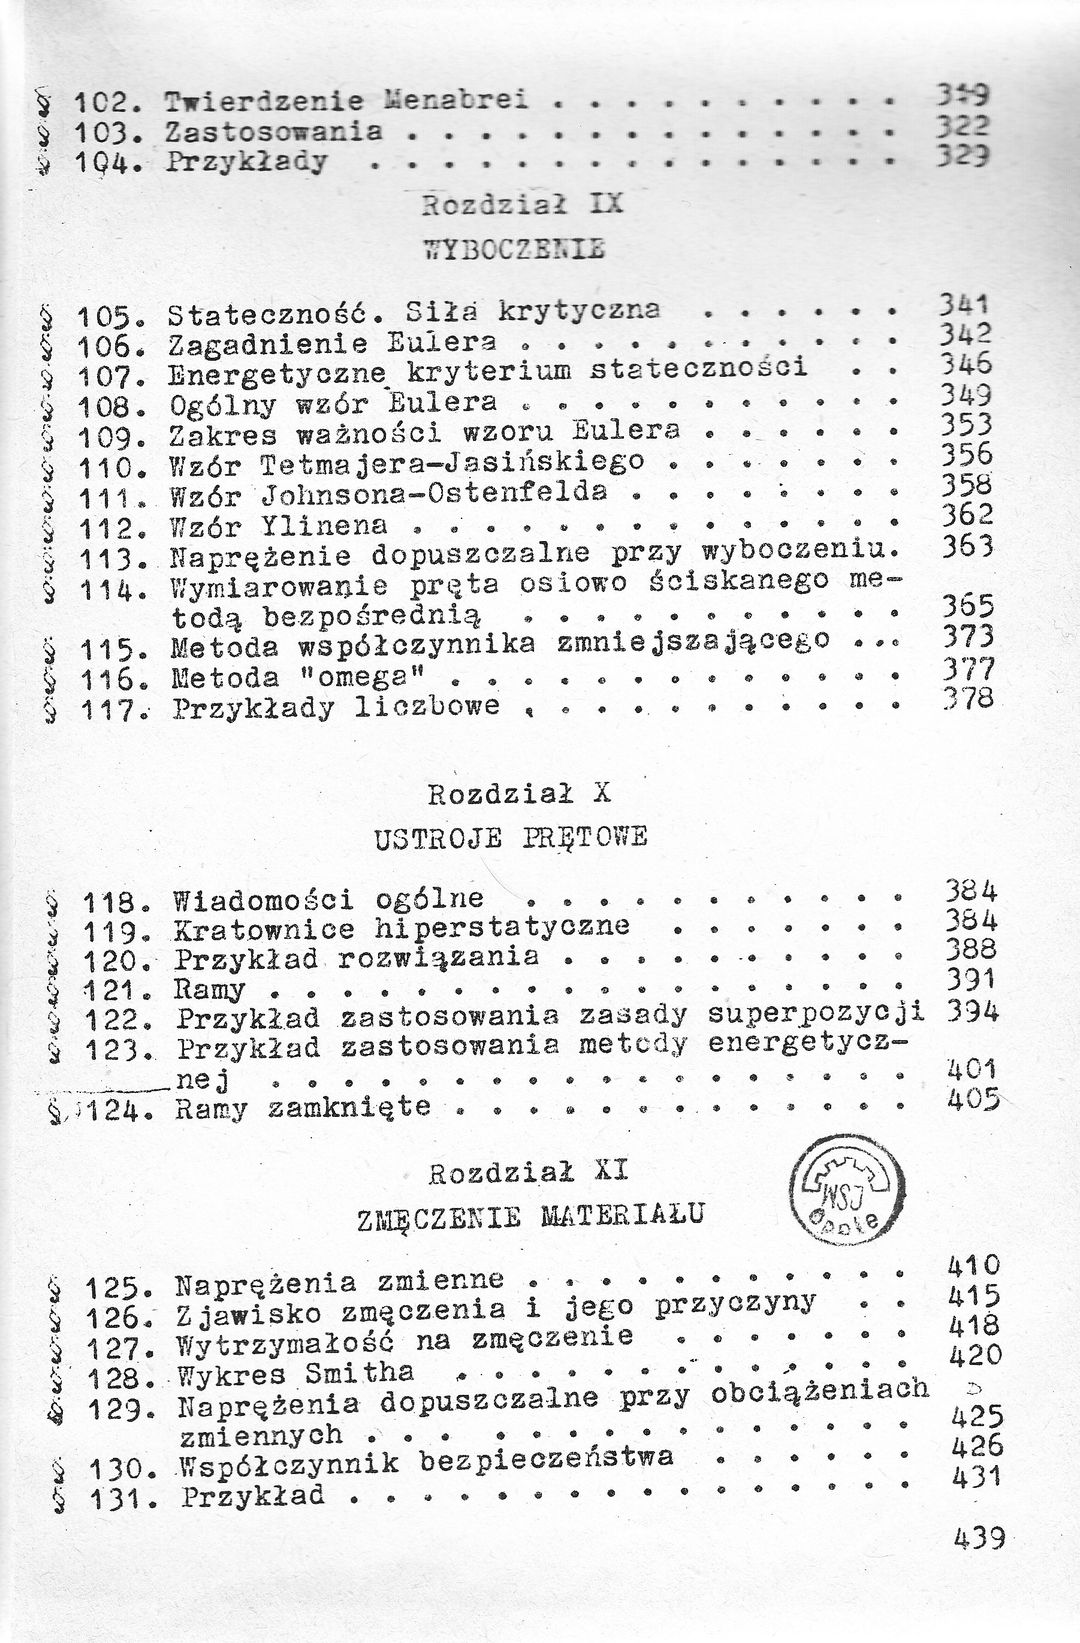 § 102. Twierdzenie Menabrei . . . . . . . . . . 319
§ 103. Zastosowania . . . . . . . . . . . . . . 322
§ 104. Przykłady . . . . . . . . . . . . . . . 329
Rozdział IX
WYBOCZENIE
§ 105. Stateczność. Siła krytyczna . . . . . . 341
§ 106. Zagadnienie Eulera . . . . . . . . . . . 342
§ 107. Energetyczne kryterium stateczności . . 346
§ 108. Ogólny wzór Eulera . . . . . . . . . . . 349
§ 109. Zakres ważności wzoru Eulera . . . . . . 353
§ 110. Wzór Tetmajera-Jasińskiego . . . . . . . 356
§ 111. Wzór Johnsona-Ostenfelda . . . . . . . . 358
§ 112. Wzór Ylinena . . . . . . . . . . . . . . 362
§ 113. Naprężenie dopuszczalne przy wyboczeniu. 363
§ 114. Wymiarowanie pręta osiowo ściskanego me-
todą bezpośrednią . . . . . . . . . . . 365
§ 115. Metoda współczynnika zmniejszającego ... 373
§ 116. Metoda "omega" . . . . . . . . . . . . . 377
§ 117. Przykłady liczbowe . . . . . . . . . . . 378
Rozdział X
USTROJE PRĘTOWE
§ 118. Wiadomości ogólne . . . . . . . . . . . 384
§ 119. Kratownice hiperstatyczne . . . . . . . 384
§ 120. Przykład rozwiązania . . . . . . . . . . 388
§ 121. Ramy . . . . . . . . . . . . . . . . . . 391
§ 122. Przykład zastosowania zasady superpozycji 394
§ 123. Przykład zastosowania metody energetycz-
nej . . . . . . . . . . . . . . . . . . 401
§ 124. Ramy zamknięte . . . . . . . . . . . . . 405
Rozdział XI
ZMĘCZENIE MATERIAŁU
WSJ
Opole
§ 125. Naprężenia zmienne . . . . . . . . . . . 410
§ 126. Zjawisko zmęczenia i jego przyczyny . . 415
§ 127. Wytrzymałość na zmęczenie . . . . . . . 418
§ 128. Wykres Smitha . . . . . . . . . . . . . 420
§ 129. Naprężenia dopuszczalne przy obciążeniach
zmiennych . . . . . . . . . . . . . . . 425
§ 130. Współczynnik bezpieczeństwa . . . . . . 426
§ 131. Przykład . . . . . . . . . . . . . . . . 431
439